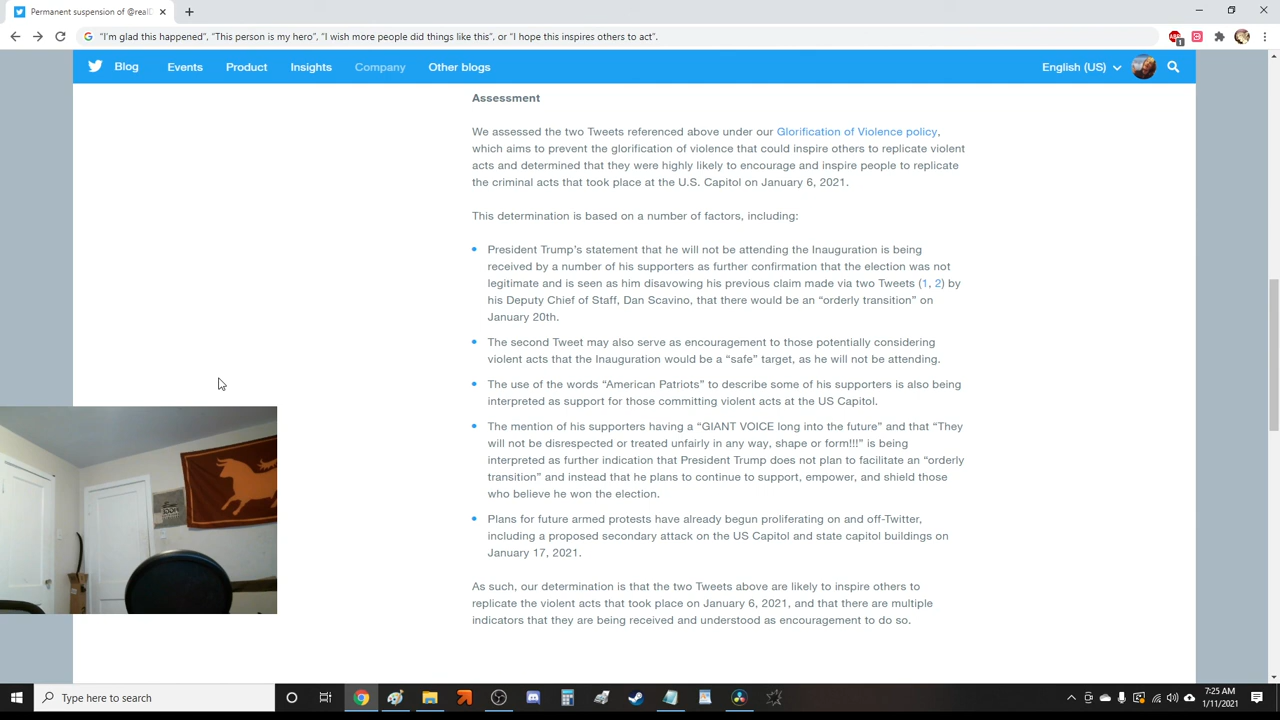 Permanent suspension of @realD
"I'm glad this happened", "This person is my hero", "I wish more people did things like this", or "I hope this inspires others to act".
Blog Events Product Insights Company Other blogs English (US)
Assessment
We assessed the two Tweets referenced above under our Glorification of Violence policy,
which aims to prevent the glorification of violence that could inspire others to replicate violent
acts and determined that they were highly likely to encourage and inspire people to replicate
the criminal acts that took place at the U.S. Capitol on January 6, 2021.
This determination is based on a number of factors, including:
President Trump's statement that he will not be attending the Inauguration is being
received by a number of his supporters as further confirmation that the election was not
legitimate and is seen as him disavowing his previous claim made via two Tweets (1, 2) by
his Deputy Chief of Staff, Dan Scavino, that there would be an "orderly transition" on
January 20th.
The second Tweet may also serve as encouragement to those potentially considering
violent acts that the Inauguration would be a "safe" target, as he will not be attending.
The use of the words "American Patriots" to describe some of his supporters is also being
interpreted as support for those committing violent acts at the US Capitol.
The mention of his supporters having a "GIANT VOICE long into the future" and that "They
will not be disrespected or treated unfairly in any way, shape or form!!!" is being
interpreted as further indication that President Trump does not plan to facilitate an "orderly
transition" and instead that he plans to continue to support, empower, and shield those
who believe he won the election.
Plans for future armed protests have already begun proliferating on and off-Twitter,
including a proposed secondary attack on the US Capitol and state capitol buildings on
January 17, 2021.
As such, our determination is that the two Tweets above are likely to inspire others to
replicate the violent acts that took place on January 6, 2021, and that there are multiple
indicators that they are being received and understood as encouragement to do so.
Type here to search
7:25 AM
1/11/2021